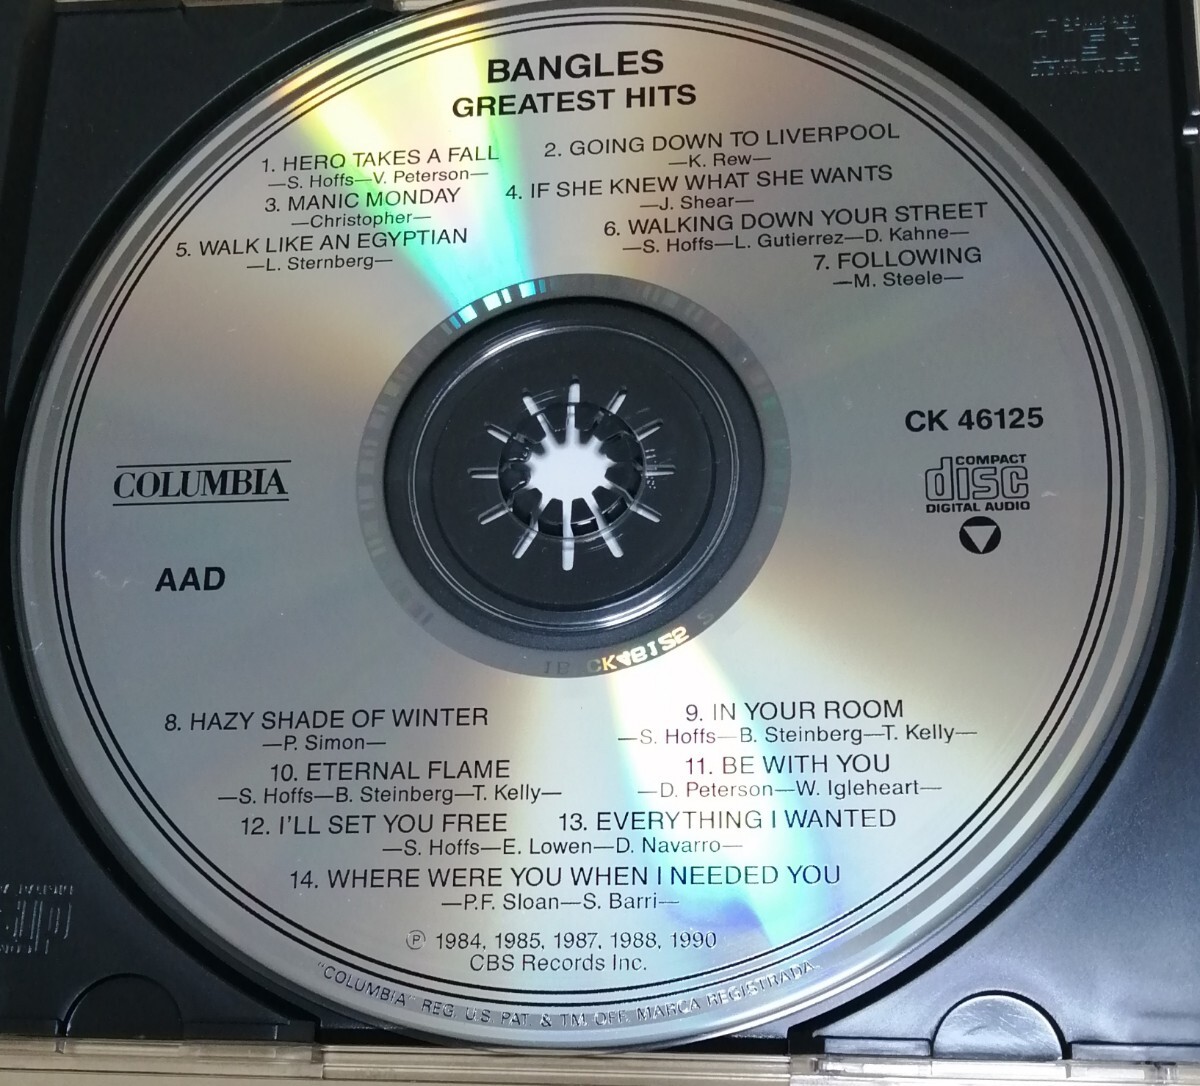 BANGLES
GREATEST HITS
1. HERO TAKES A FALL
—S. Hoffs—V. Peterson—
2. GOING DOWN TO LIVERPOOL
—K. Rew—
3. MANIC MONDAY
—Christopher—
4. IF SHE KNEW WHAT SHE WANTS
—J. Shear—
5. WALK LIKE AN EGYPTIAN
—L. Sternberg—
6. WALKING DOWN YOUR STREET
—S. Hoffs—L. Gutierrez—D. Kahne—
7. FOLLOWING
—M. Steele—
COLUMBIA
AAD
CK 46125
COMPACT
disc
DIGITAL AUDIO
8. HAZY SHADE OF WINTER
—P. Simon—
9. IN YOUR ROOM
—S. Hoffs—B. Steinberg—T. Kelly—
10. ETERNAL FLAME
—S. Hoffs—B. Steinberg—T. Kelly—
11. BE WITH YOU
—D. Peterson—W. Igleheart—
12. I'LL SET YOU FREE
13. EVERYTHING I WANTED
—S. Hoffs—E. Lowen—D. Navarro—
14. WHERE WERE YOU WHEN I NEEDED YOU
—P.F. Sloan—S. Barri—
℗ 1984, 1985, 1987, 1988, 1990
CBS Records Inc.
"COLUMBIA" REG. U.S. PAT. & TM. OFF. MARCA REGISTRADA.
COMPACT
disc
DIGITAL AUDIO